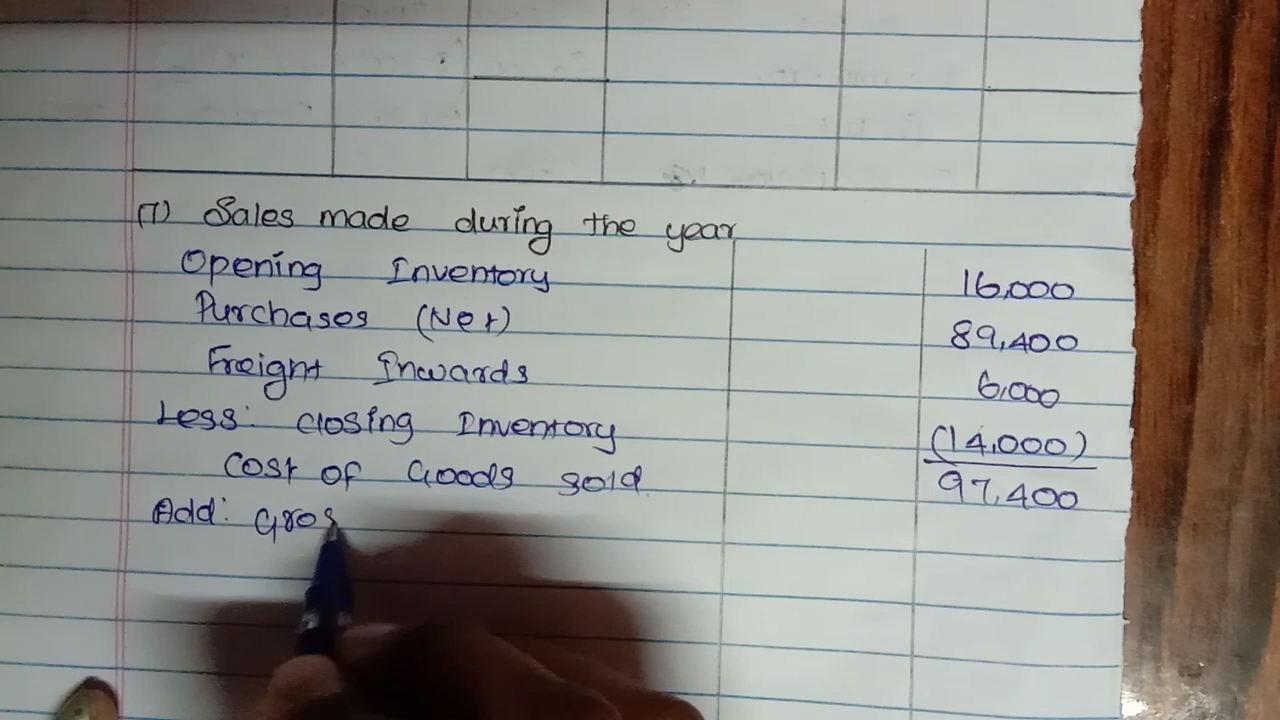 (7) Sales made during the year
Opening Inventory 16,000
Purchases (Net) 89,400
Freight Inwards 6,000
Less: Closing Inventory (14,000)
Cost of Goods sold 97,400
Add: Gros